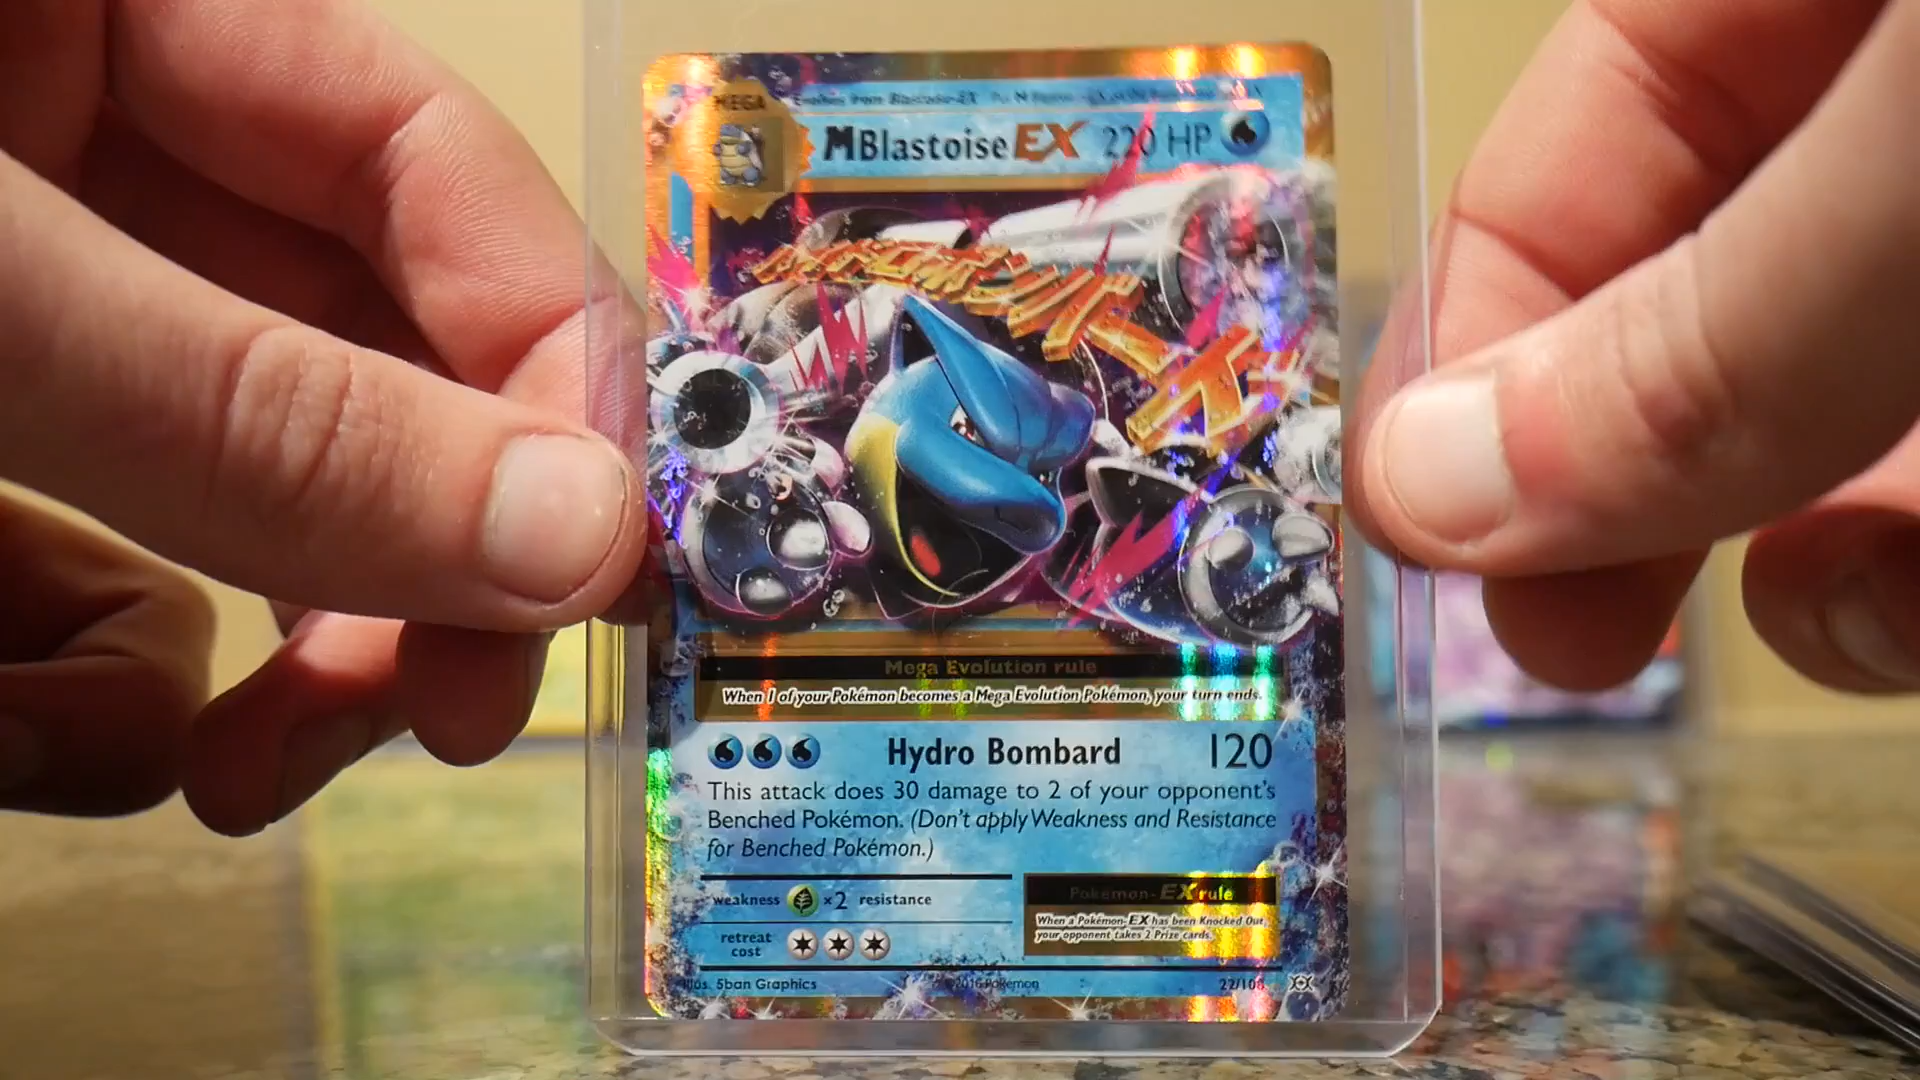 MEGA
Evolves from Blastoise-EX
MBlastoiseEX 220 HP
Mega Evolution rule
When 1 of your Pokémon becomes a Mega Evolution Pokémon, your turn ends.
Hydro Bombard 120
This attack does 30 damage to 2 of your opponent's
Benched Pokémon. (Don't apply Weakness and Resistance
for Benched Pokémon.)
weakness ×2 resistance
Pokémon-EX rule
When a Pokémon-EX has been Knocked Out,
your opponent takes 2 Prize cards.
retreat
cost
Illus. 5ban Graphics ©2016 Pokémon 22/108